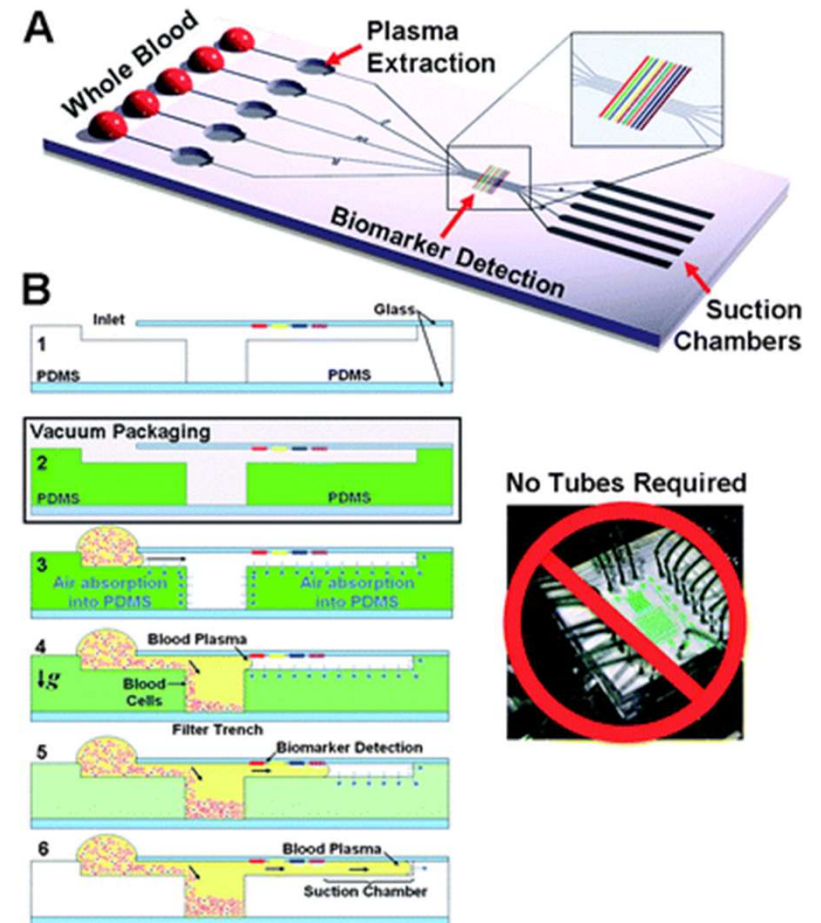 A
Whole Blood
Plasma
Extraction
Biomarker Detection
Suction
Chambers
B
Inlet
Glass
1
PDMS
PDMS
Vacuum Packaging
2
PDMS
PDMS
No Tubes Required
3
Air absorption
into PDMS
Air absorption
into PDMS
4
Blood Plasma
g
Blood
Cells
Filter Trench
5
Biomarker Detection
6
Blood Plasma
Suction Chamber